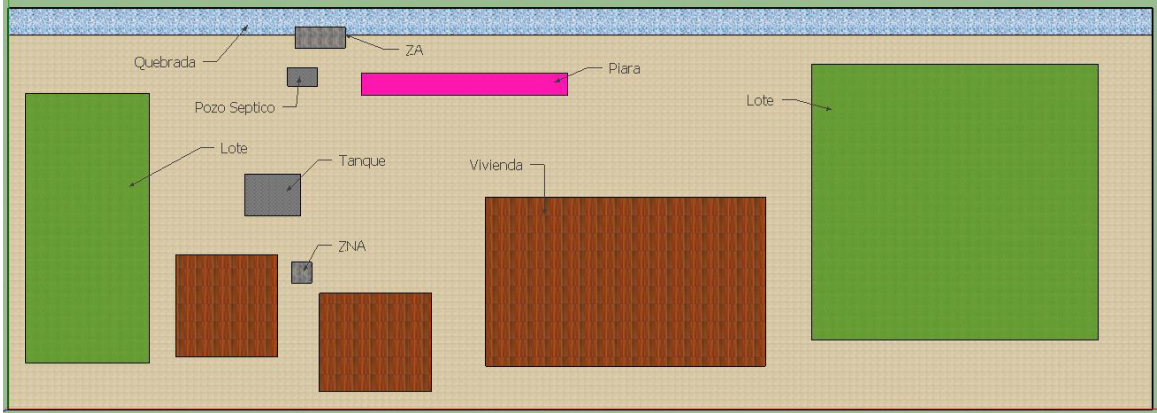 Quebrada
ZA
Piara
Pozo Septico
Lote
Lote
Tanque
Vivienda
ZNA